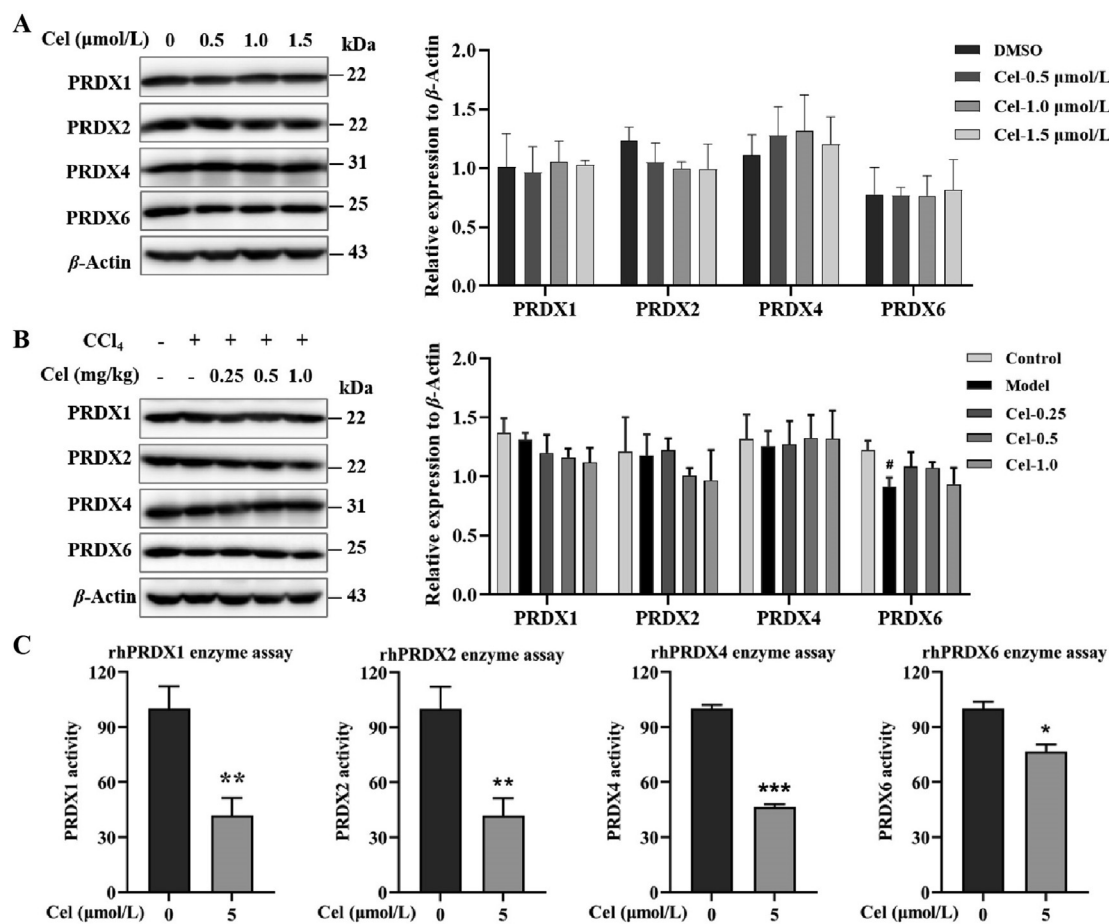 A
Cel (μmol/L) 0 0.5 1.0 1.5 kDa
PRDX1 22
PRDX2 22
PRDX4 31
PRDX6 25
β-Actin 43
Relative expression to β-Actin
2.0
1.5
1.0
0.5
0.0
PRDX1 PRDX2 PRDX4 PRDX6
DMSO
Cel-0.5 μmol/L
Cel-1.0 μmol/L
Cel-1.5 μmol/L
B
CCl₄ - + + + +
Cel (mg/kg) - - 0.25 0.5 1.0 kDa
PRDX1 22
PRDX2 22
PRDX4 31
PRDX6 25
β-Actin 43
Relative expression to β-Actin
2.0
1.5
1.0
0.5
0.0
#
PRDX1 PRDX2 PRDX4 PRDX6
Control
Model
Cel-0.25
Cel-0.5
Cel-1.0
C
rhPRDX1 enzyme assay
PRDX1 activity
120
90
60
30
0
**
Cel (μmol/L) 0 5
rhPRDX2 enzyme assay
PRDX2 activity
120
90
60
30
0
**
Cel (μmol/L) 0 5
rhPRDX4 enzyme assay
PRDX4 activity
120
90
60
30
0
***
Cel (μmol/L) 0 5
rhPRDX6 enzyme assay
PRDX6 activity
120
90
60
30
0
*
Cel (μmol/L) 0 5